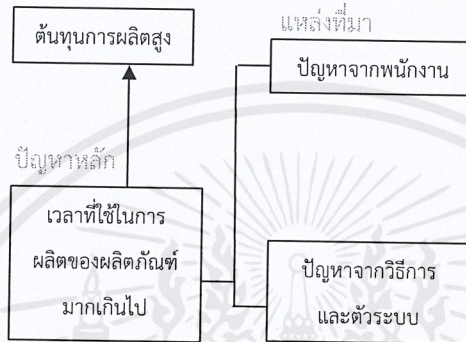 ต้นทุนการผลิตสูง
แหล่งที่มา
ปัญหาจากพนักงาน
ปัญหาหลัก
เวลาที่ใช้ในการ
ผลิตของผลิตภัณฑ์
มากเกินไป
ปัญหาจากวิธีการ
และตัวระบบ